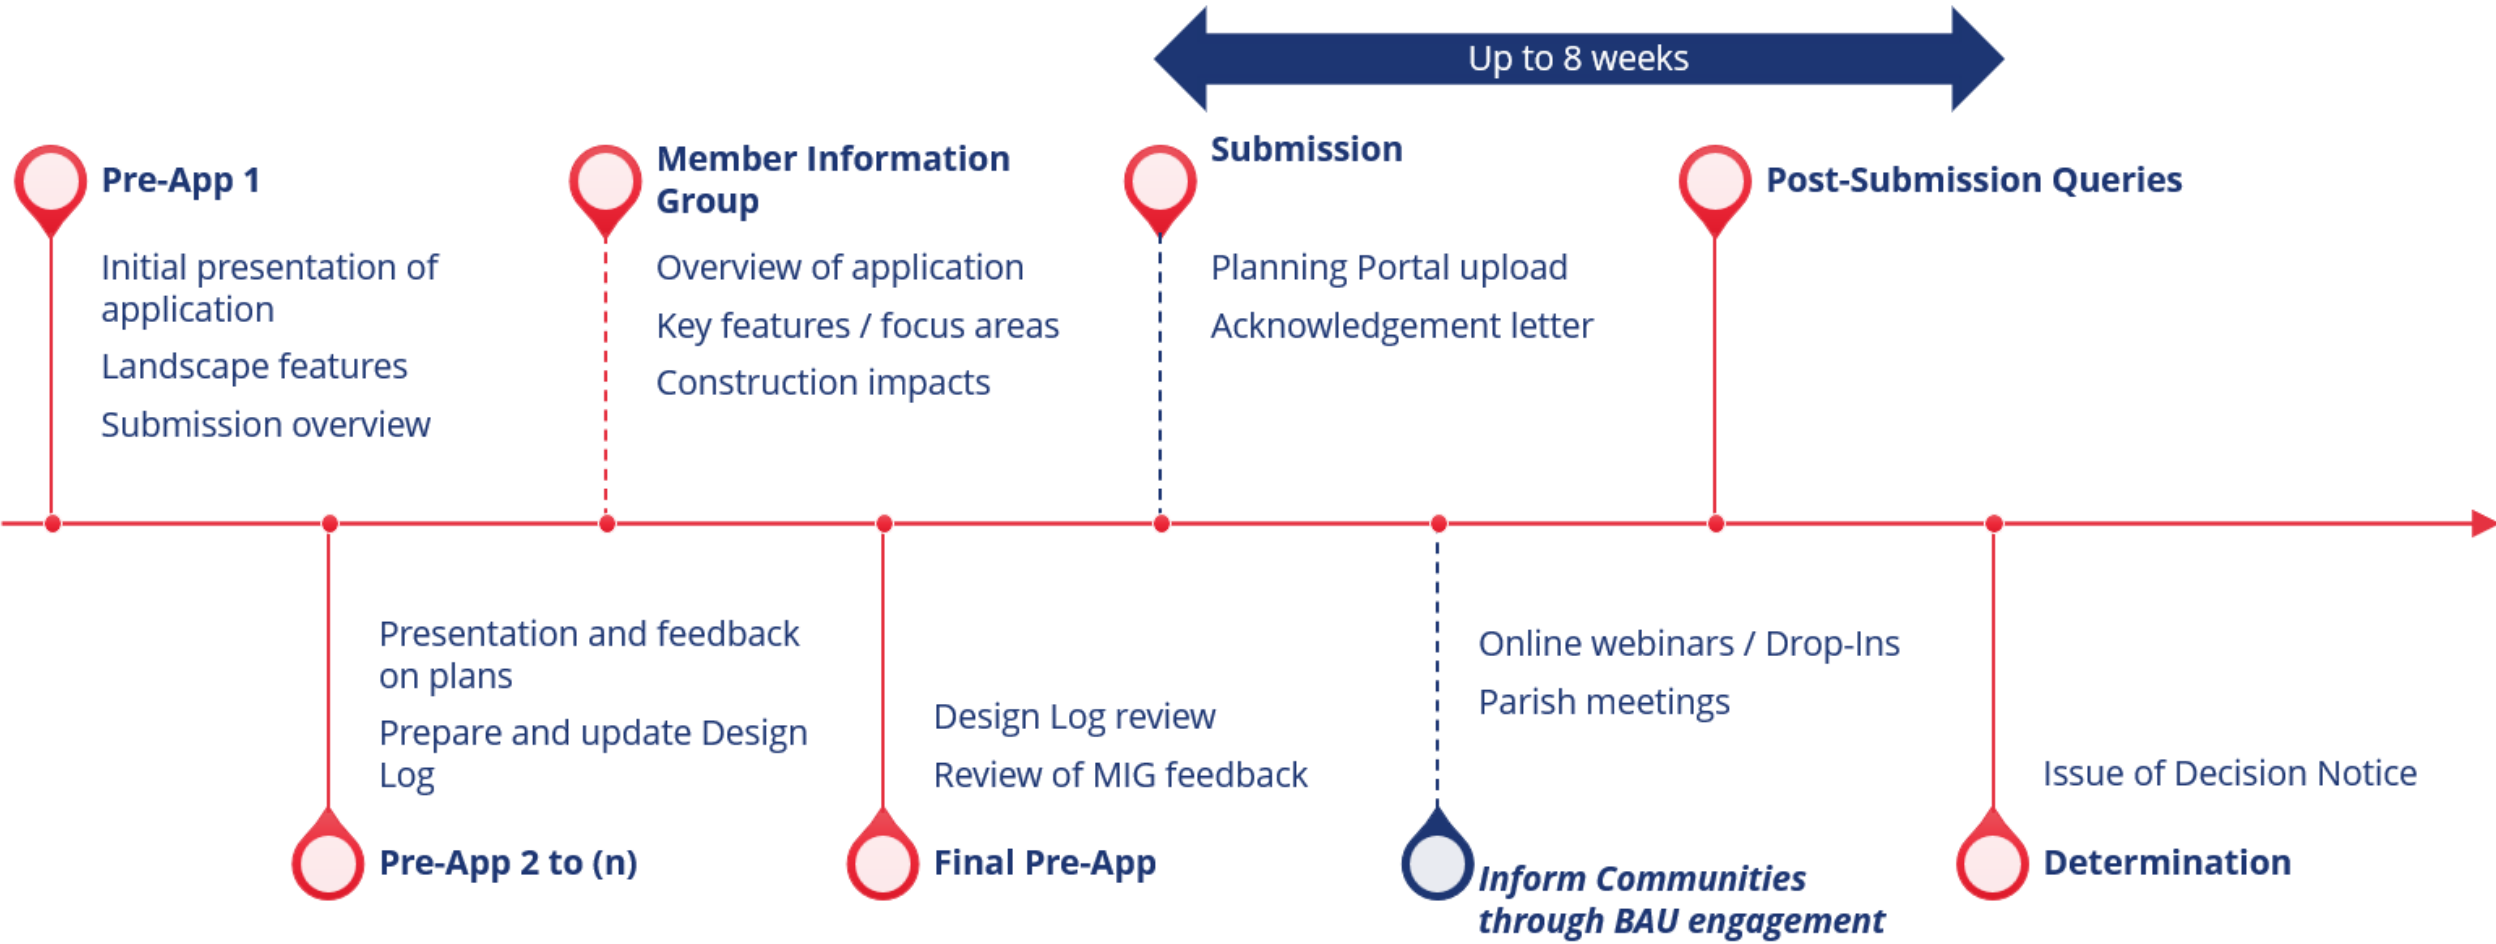 Up to 8 weeks
Pre-App 1
Initial presentation of
application
Landscape features
Submission overview
Member Information
Group
Overview of application
Key features / focus areas
Construction impacts
Submission
Planning Portal upload
Acknowledgement letter
Post-Submission Queries
Presentation and feedback
on plans
Prepare and update Design
Log
Pre-App 2 to (n)
Design Log review
Review of MIG feedback
Final Pre-App
Online webinars / Drop-Ins
Parish meetings
Inform Communities
through BAU engagement
Issue of Decision Notice
Determination